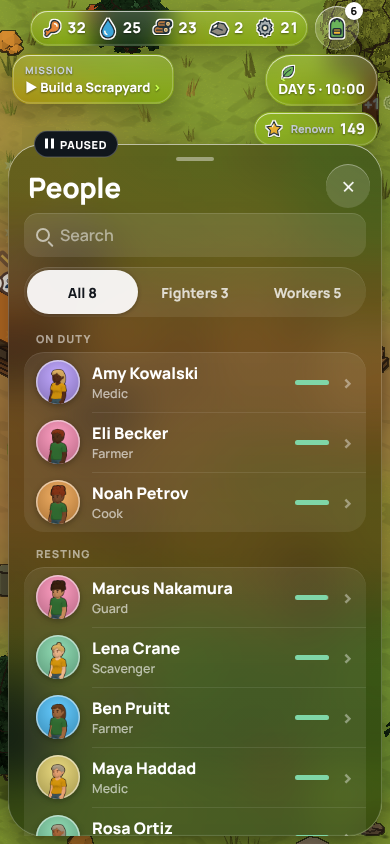 32 25 23 2 21 6
MISSION
▶ Build a Scrapyard ›
DAY 5 · 10:00
Renown 149
PAUSED
People
Search
All 8 Fighters 3 Workers 5
ON DUTY
Amy Kowalski
Medic
Eli Becker
Farmer
Noah Petrov
Cook
RESTING
Marcus Nakamura
Guard
Lena Crane
Scavenger
Ben Pruitt
Farmer
Maya Haddad
Medic
Rosa Ortiz